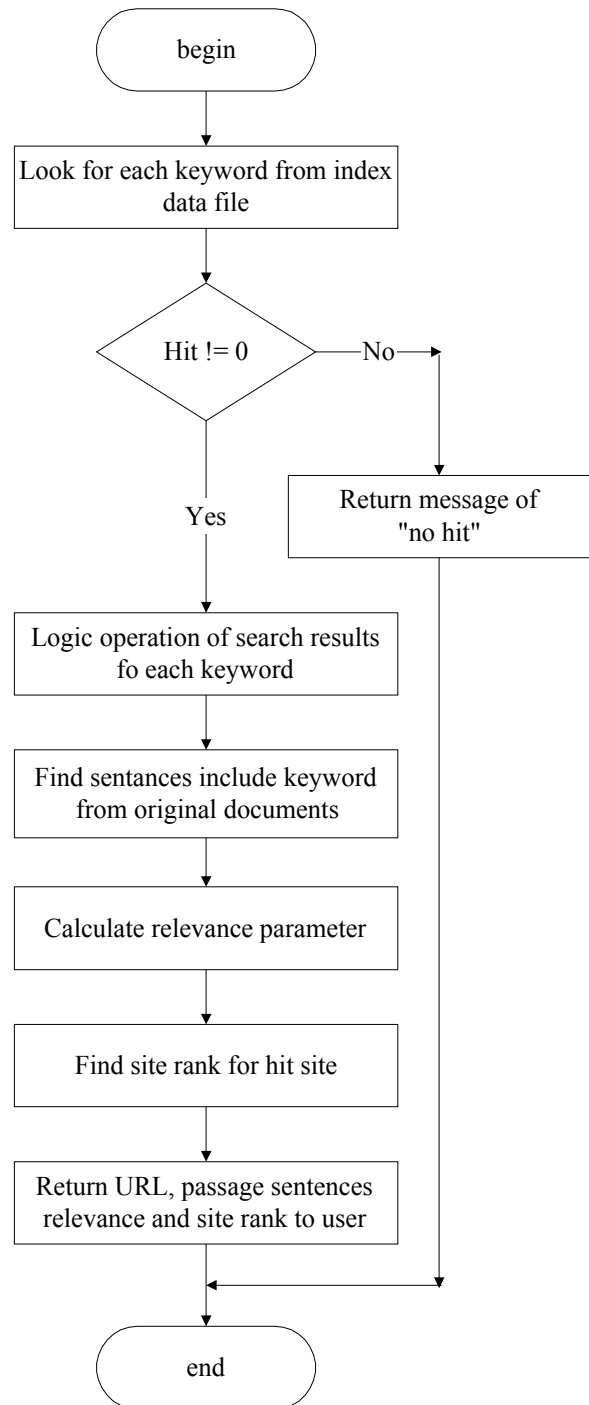 begin
Look for each keyword from index
data file
Hit != 0
No
Return message of
"no hit"
Yes
Logic operation of search results
fo each keyword
Find sentances include keyword
from original documents
Calculate relevance parameter
Find site rank for hit site
Return URL, passage sentences
relevance and site rank to user
end